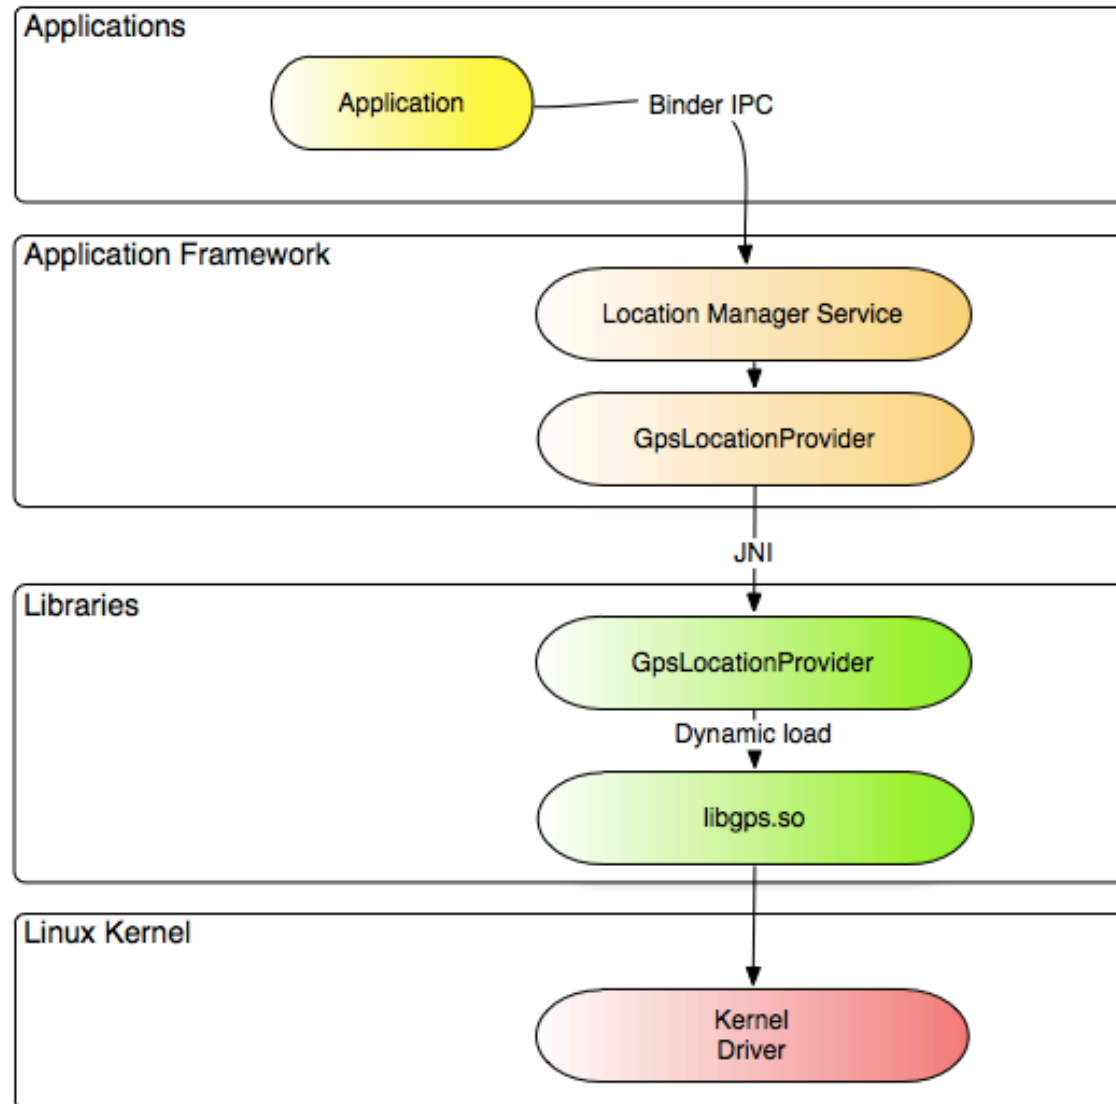 Applications
Application
Binder IPC
Application Framework
Location Manager Service
GpsLocationProvider
JNI
Libraries
GpsLocationProvider
Dynamic load
libgps.so
Linux Kernel
Kernel
Driver